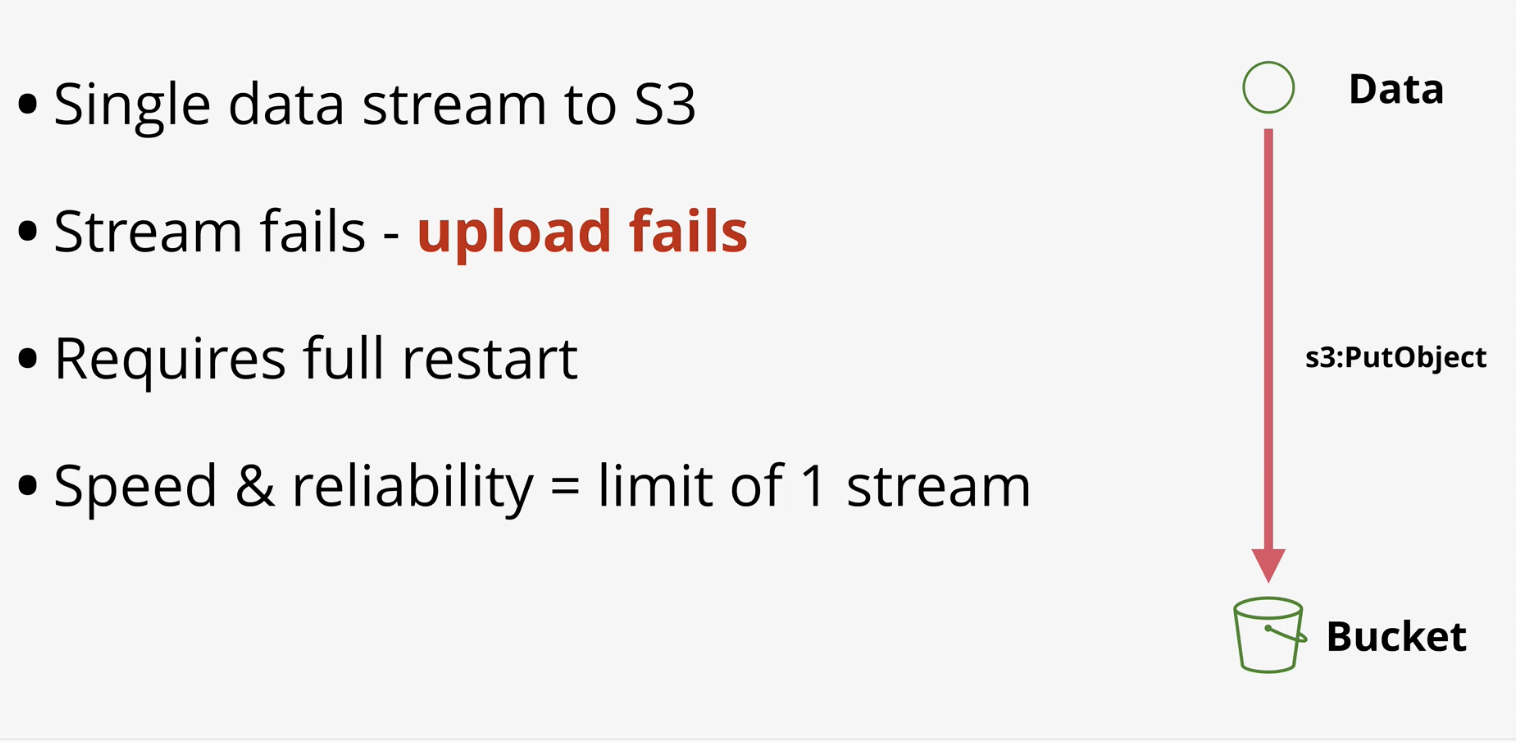 • Single data stream to S3
• Stream fails - upload fails
• Requires full restart
• Speed & reliability = limit of 1 stream
Data
s3:PutObject
Bucket